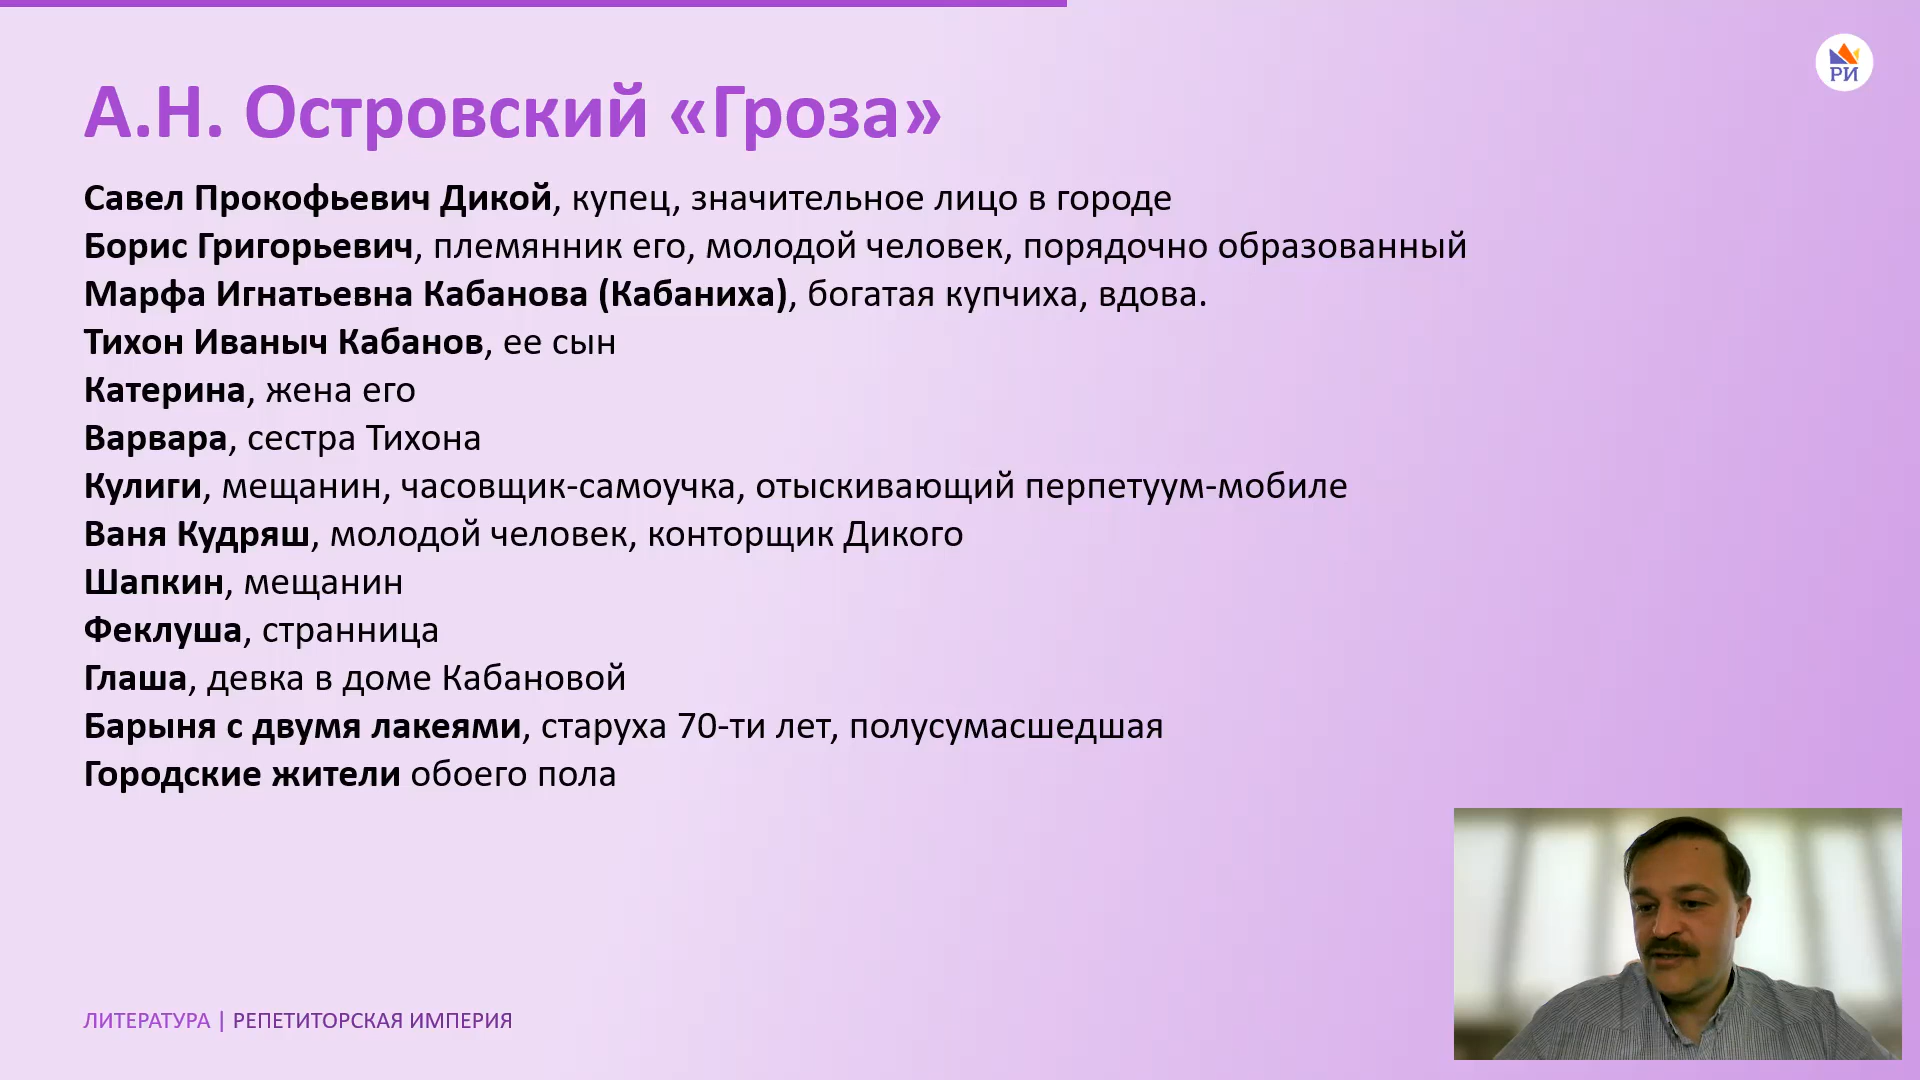 РИ
А.Н. Островский «Гроза»
Савел Прокофьевич Дикой, купец, значительное лицо в городе
Борис Григорьевич, племянник его, молодой человек, порядочно образованный
Марфа Игнатьевна Кабанова (Кабаниха), богатая купчиха, вдова.
Тихон Иваныч Кабанов, ее сын
Катерина, жена его
Варвара, сестра Тихона
Кулиги, мещанин, часовщик-самоучка, отыскивающий перпетуум-мобиле
Ваня Кудряш, молодой человек, конторщик Дикого
Шапкин, мещанин
Феклуша, странница
Глаша, девка в доме Кабановой
Барыня с двумя лакеями, старуха 70-ти лет, полусумасшедшая
Городские жители обоего пола
ЛИТЕРАТУРА | РЕПЕТИТОРСКАЯ ИМПЕРИЯ